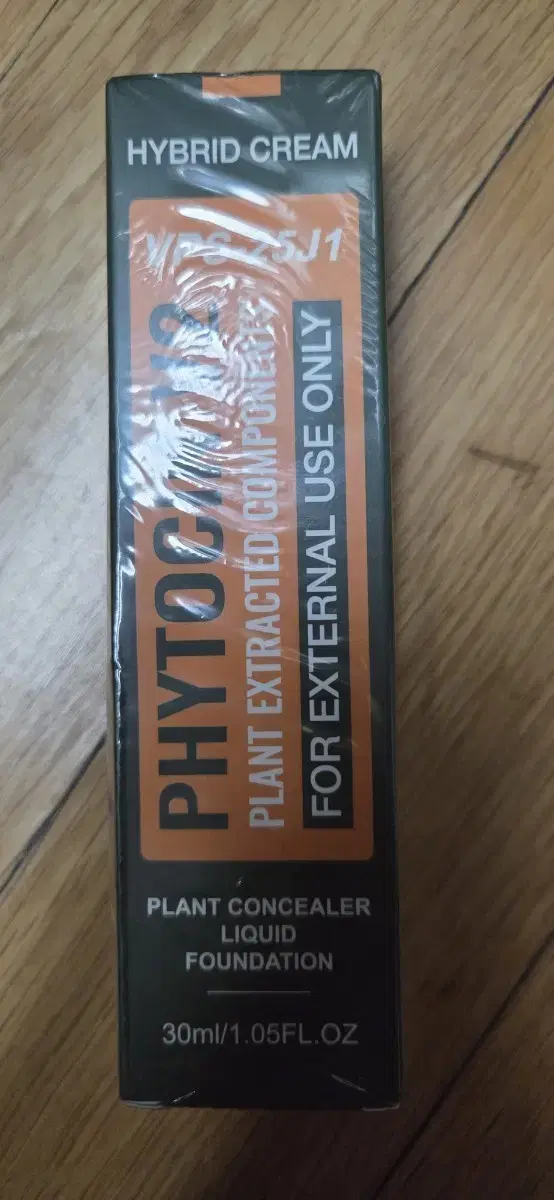 HYBRID CREAM
PLANT EXTRACTED COMPONENTS
FOR EXTERNAL USE ONLY
PLANT CONCEALER
LIQUID
FOUNDATION
30ml/1.05FL.OZ